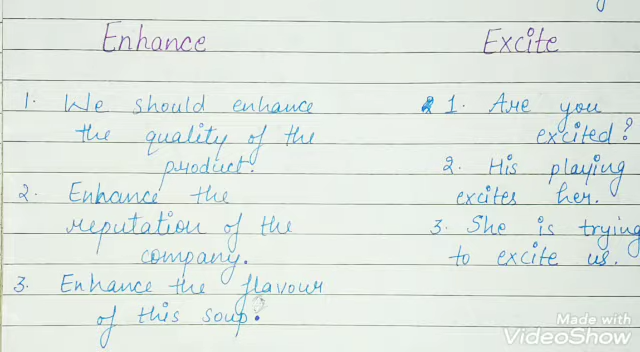 Enhance
1. We should enhance
the quality of the
product.
2. Enhance the
reputation of the
company.
3. Enhance the flavour
of this soup.
Excite
1. Are you
excited?
2. His playing
excites her.
3. She is trying
to excite us.
Made with
VideoShow